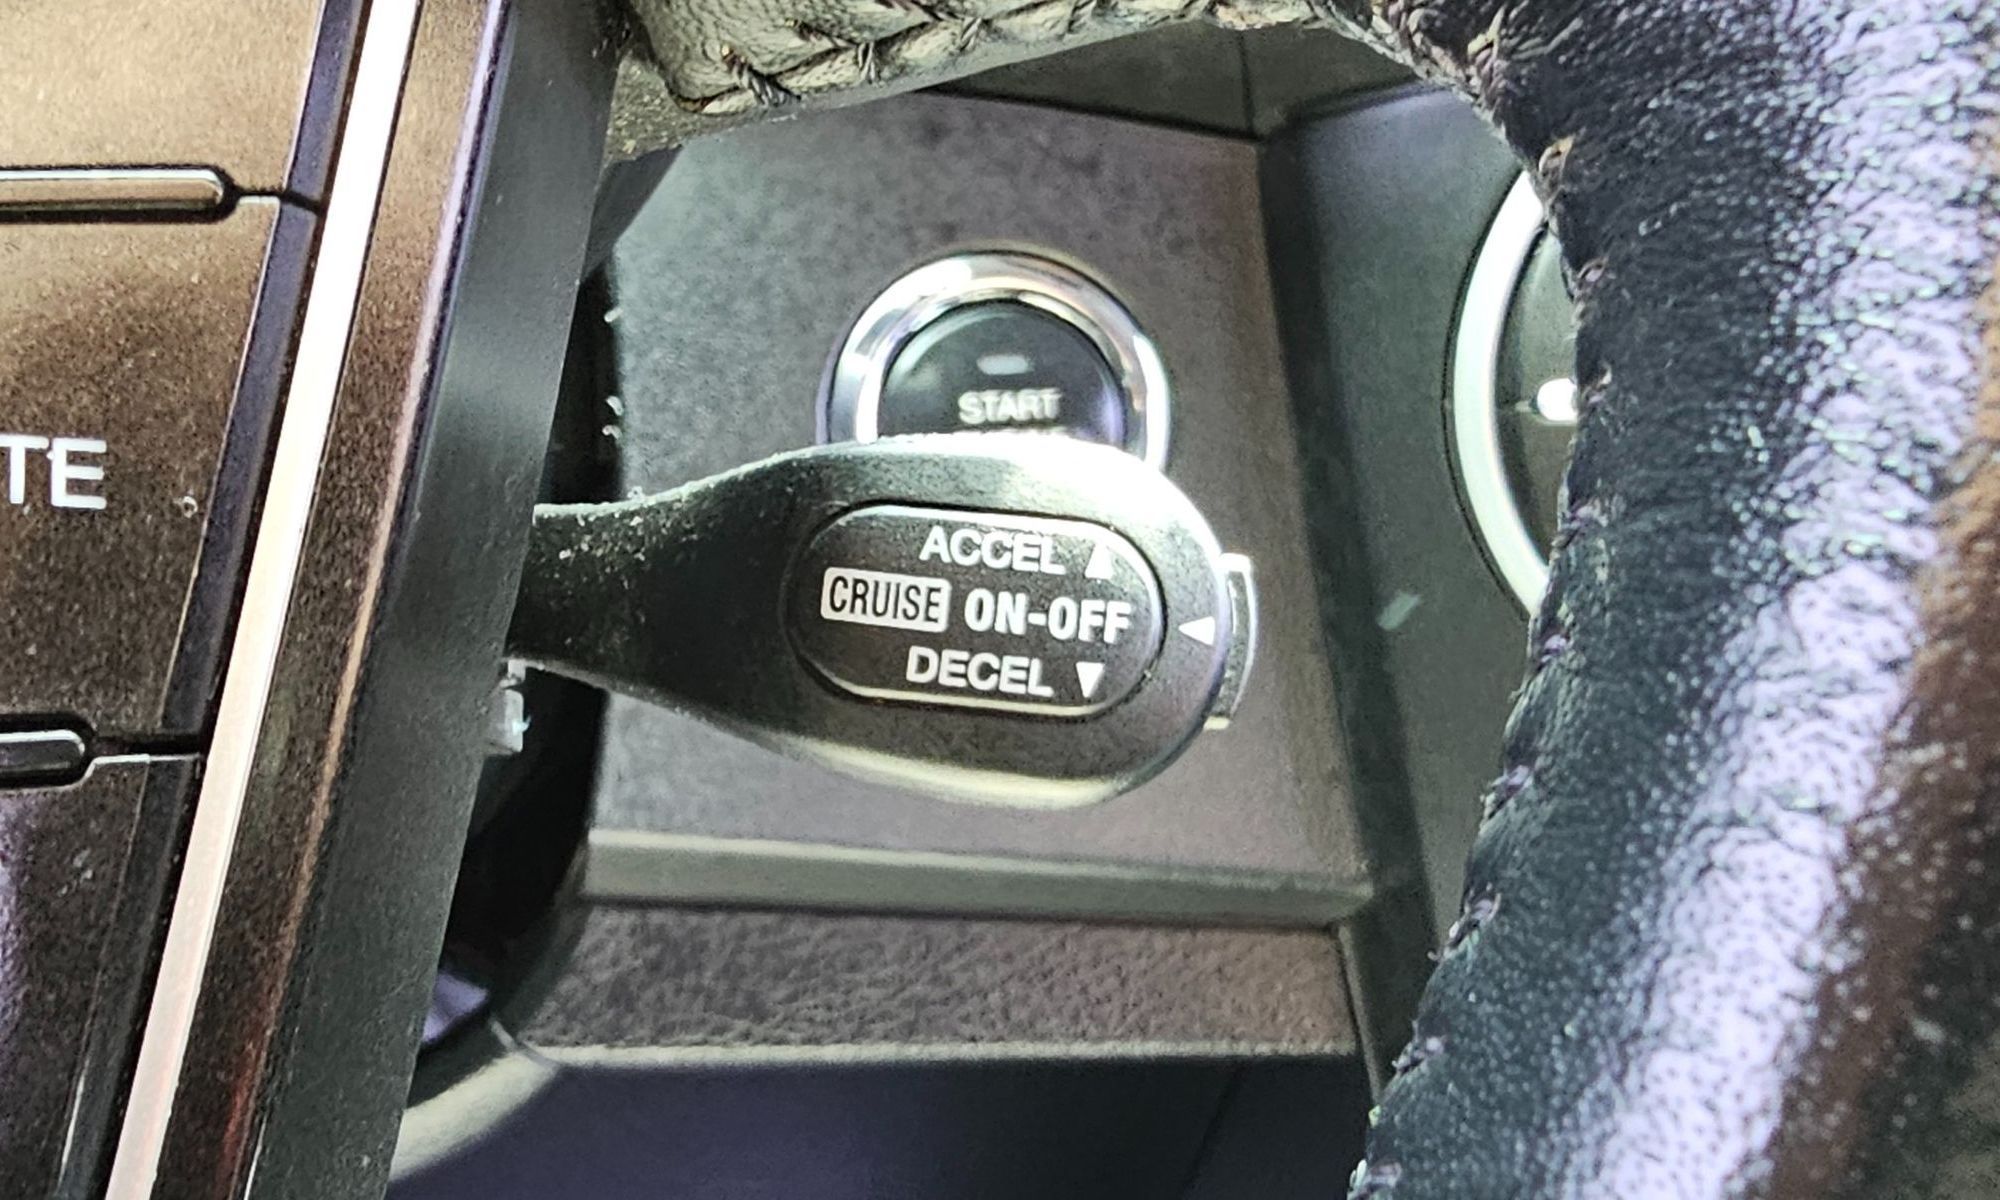 START
TE
ACCEL ▲
CRUISE ON-OFF ◀
DECEL ▼